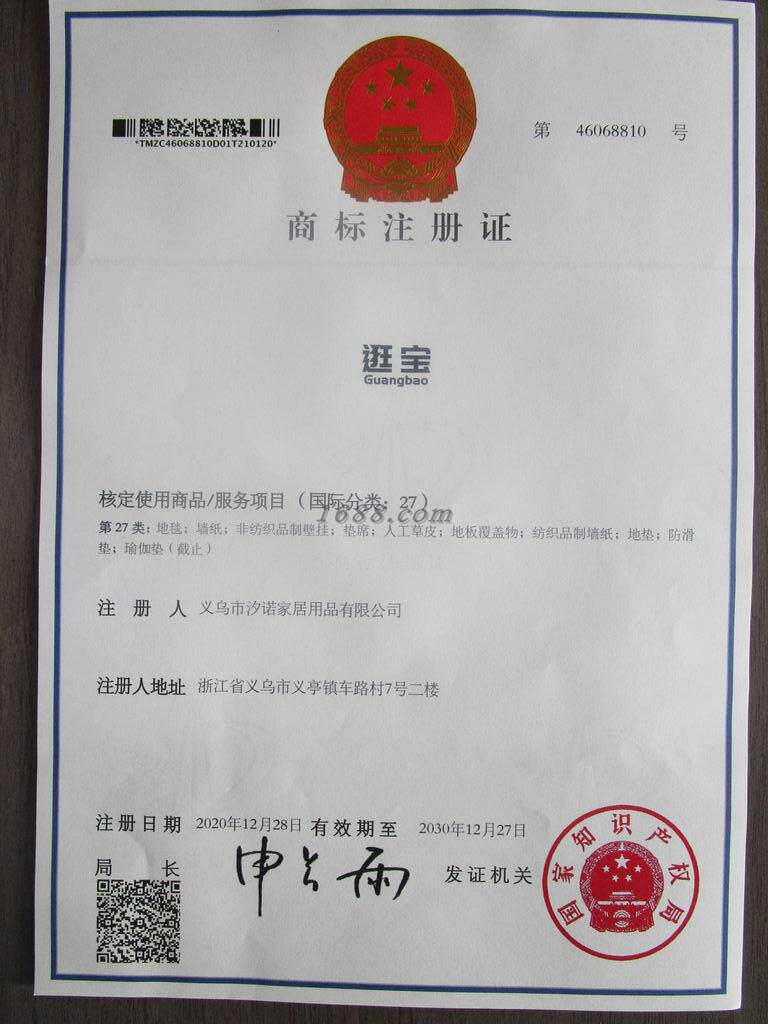 *TMZC46068810D01T210120*
第 46068810 号
商标注册证
逛宝
Guangbao
核定使用商品/服务项目（国际分类：27）
1688.com
第27类：地毯；墙纸；非纺织品制壁挂；垫席；人工草皮；地板覆盖物；纺织品制墙纸；地垫；防滑
垫；瑜伽垫（截止）
注册人 义乌市汐诺家居用品有限公司
注册人地址 浙江省义乌市义亭镇车路村7号二楼
注册日期 2020年12月28日 有效期至 2030年12月27日
局长 申长雨 发证机关
国家知识产权局